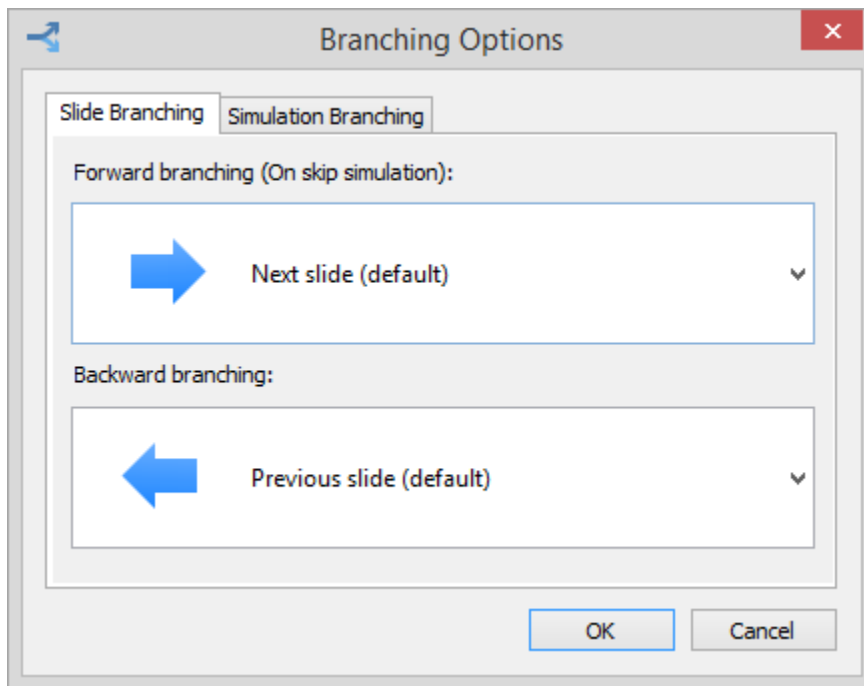 Branching Options
Slide Branching
Simulation Branching
Forward branching (On skip simulation):
Next slide (default)
Backward branching:
Previous slide (default)
OK
Cancel